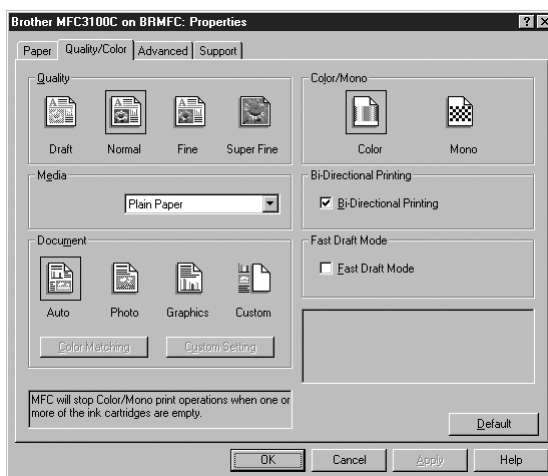 Brother MFC3100C on BRMFC: Properties
Paper Quality/Color Advanced Support
Quality
Draft Normal Fine Super Fine
Color/Mono
Color Mono
Media
Plain Paper
Bi-Directional Printing
Bi-Directional Printing
Document
Auto Photo Graphics Custom
Color Matching Custom Setting
Fast Draft Mode
Fast Draft Mode
MFC will stop Color/Mono print operations when one or
more of the ink cartridges are empty.
Default
OK Cancel Apply Help